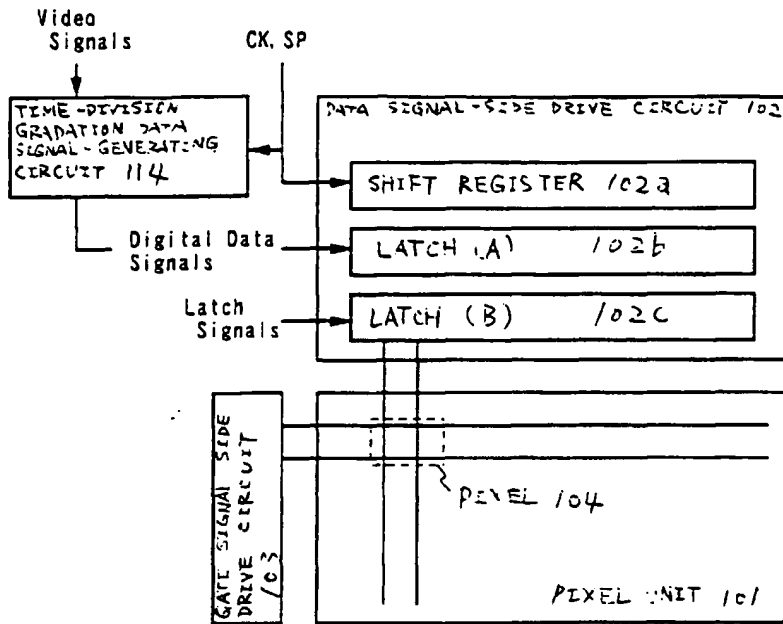 Video
Signals
CK, SP
TIME-DIVISION
GRADATION DATA
SIGNAL-GENERATING
CIRCUIT 114
DATA SIGNAL-SIDE DRIVE CIRCUIT 102
SHIFT REGISTER 102a
Digital Data
Signals
LATCH (A) 102b
Latch
Signals
LATCH (B) 102c
GATE SIGNAL SIDE
DRIVE CIRCUIT
103
PIXEL 104
PIXEL UNIT 101